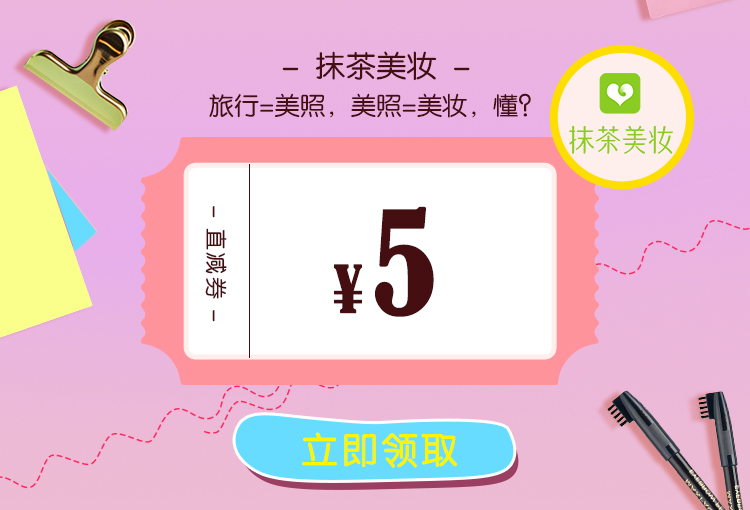 - 抹茶美妆 -
旅行=美照，美照=美妆，懂？
抹茶美妆
- 直减券 -
¥5
立即领取